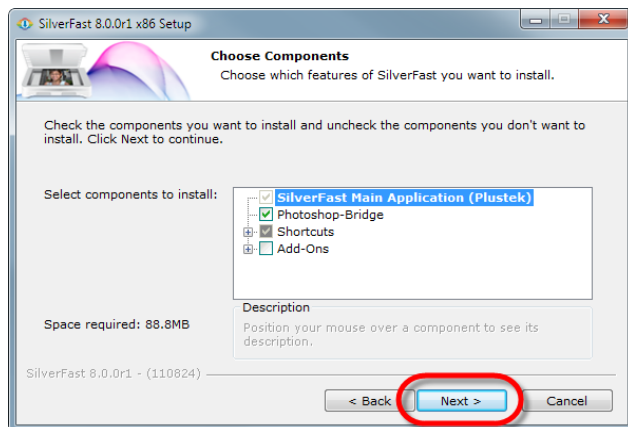 SilverFast 8.0.0r1 x86 Setup
Choose Components
Choose which features of SilverFast you want to install.
Check the components you want to install and uncheck the components you don't want to
install. Click Next to continue.
Select components to install:
SilverFast Main Application (Plustek)
Photoshop-Bridge
Shortcuts
Add-Ons
Space required: 88.8MB
Description
Position your mouse over a component to see its
description.
SilverFast 8.0.0r1 - (110824)
< Back
Next >
Cancel